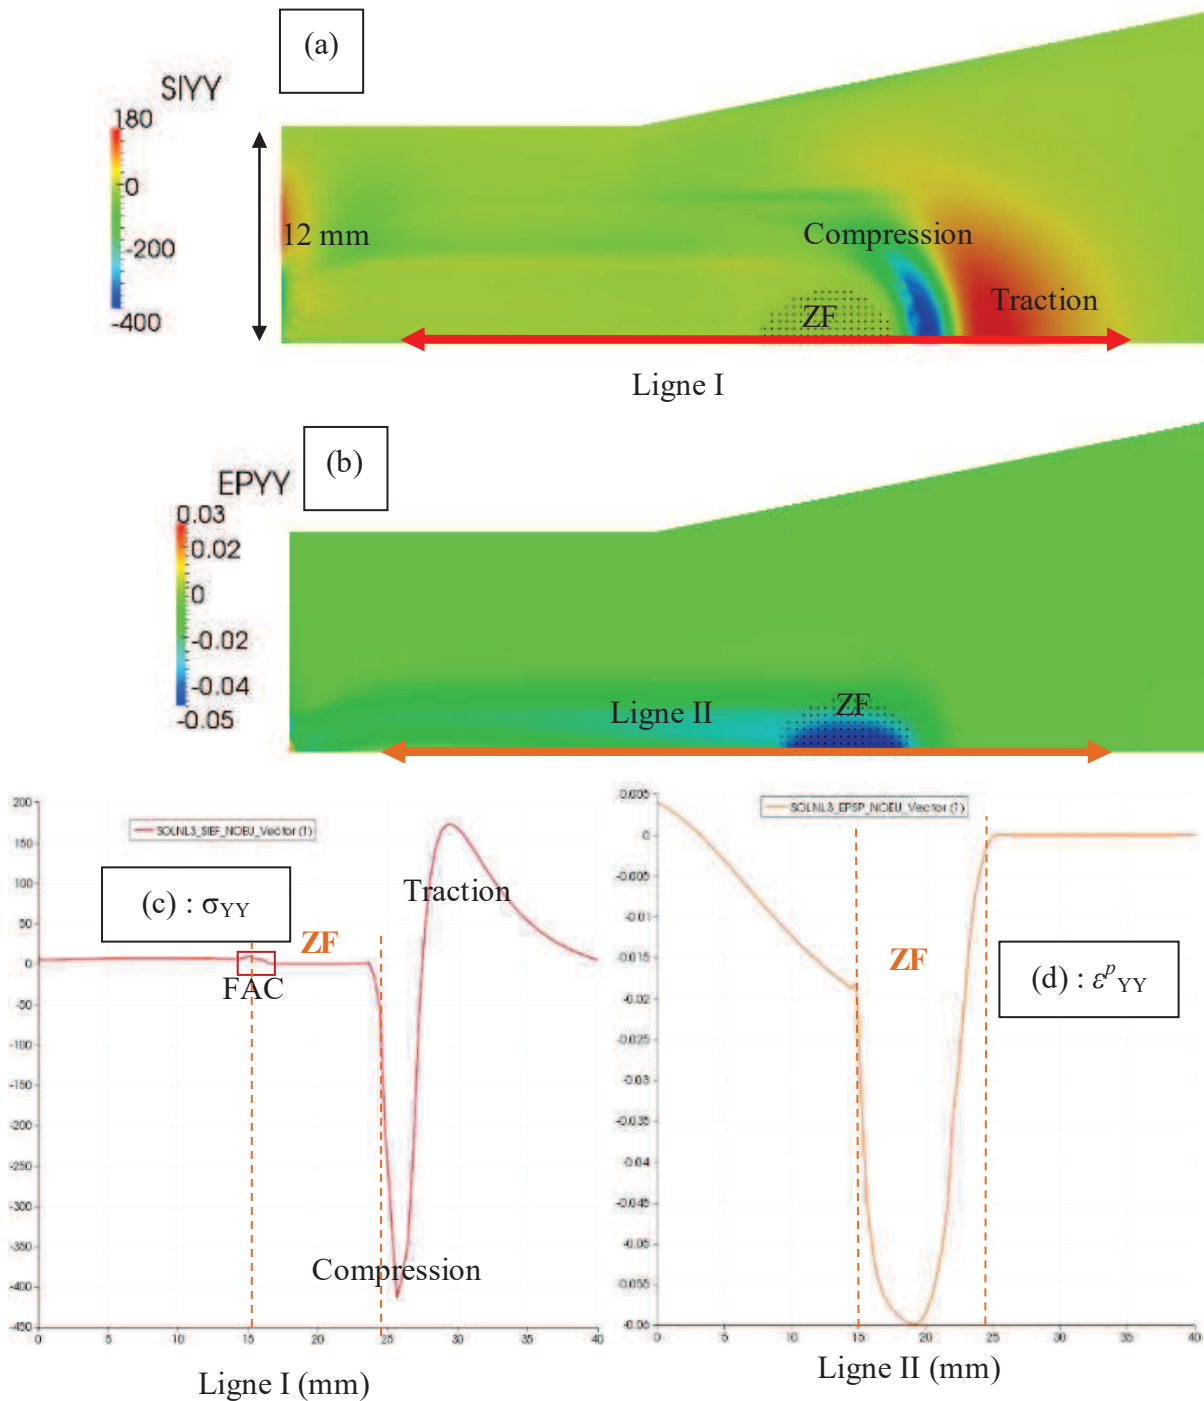 (a)
SIYY
180
0
-200
-400
12 mm
Compression
Traction
ZF
Ligne I
(b)
EPYY
0.03
0.02
0
-0.02
-0.04
-0.05
Ligne II
ZF
200
150
100
50
0
-50
-100
-150
-200
-250
-300
-350
-400
-450
SOLNL3_SIEF_NOEU_Vector (1)
(c) : σYY
ZF
FAC
Traction
Compression
0 5 10 15 20 25 30 35 40
Ligne I (mm)
0.005
0
-0.005
-0.01
-0.015
-0.02
-0.025
-0.03
-0.035
-0.04
-0.045
-0.05
-0.055
-0.06
SOLNL3_EPSP_NOEU_Vector (1)
ZF
(d) : εᵖYY
0 5 10 15 20 25 30 35 40
Ligne II (mm)